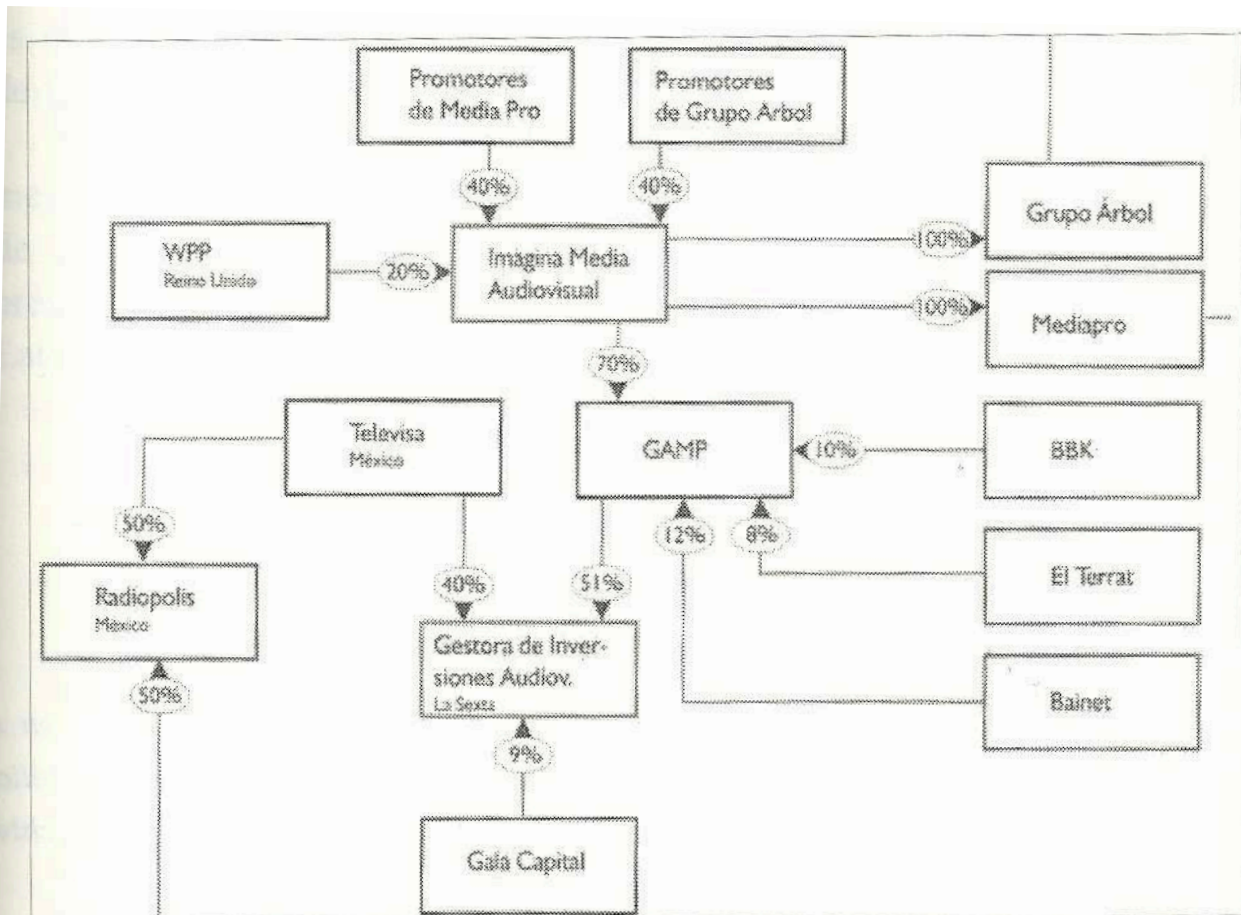 Promotores
de Media Pro
Promotores
de Grupo Arbol
40%
40%
Grupo Árbol
100%
WPP
Reino Unido
20%
Imagina Media
Audiovisual
100%
Mediapro
70%
Televisa
México
GAMP
10%
BBK
50%
12%
8%
40%
51%
El Terrat
Radiopolis
México
Gestora de Inver-
siones Audiov.
La Sexta
50%
Bainet
9%
Gala Capital